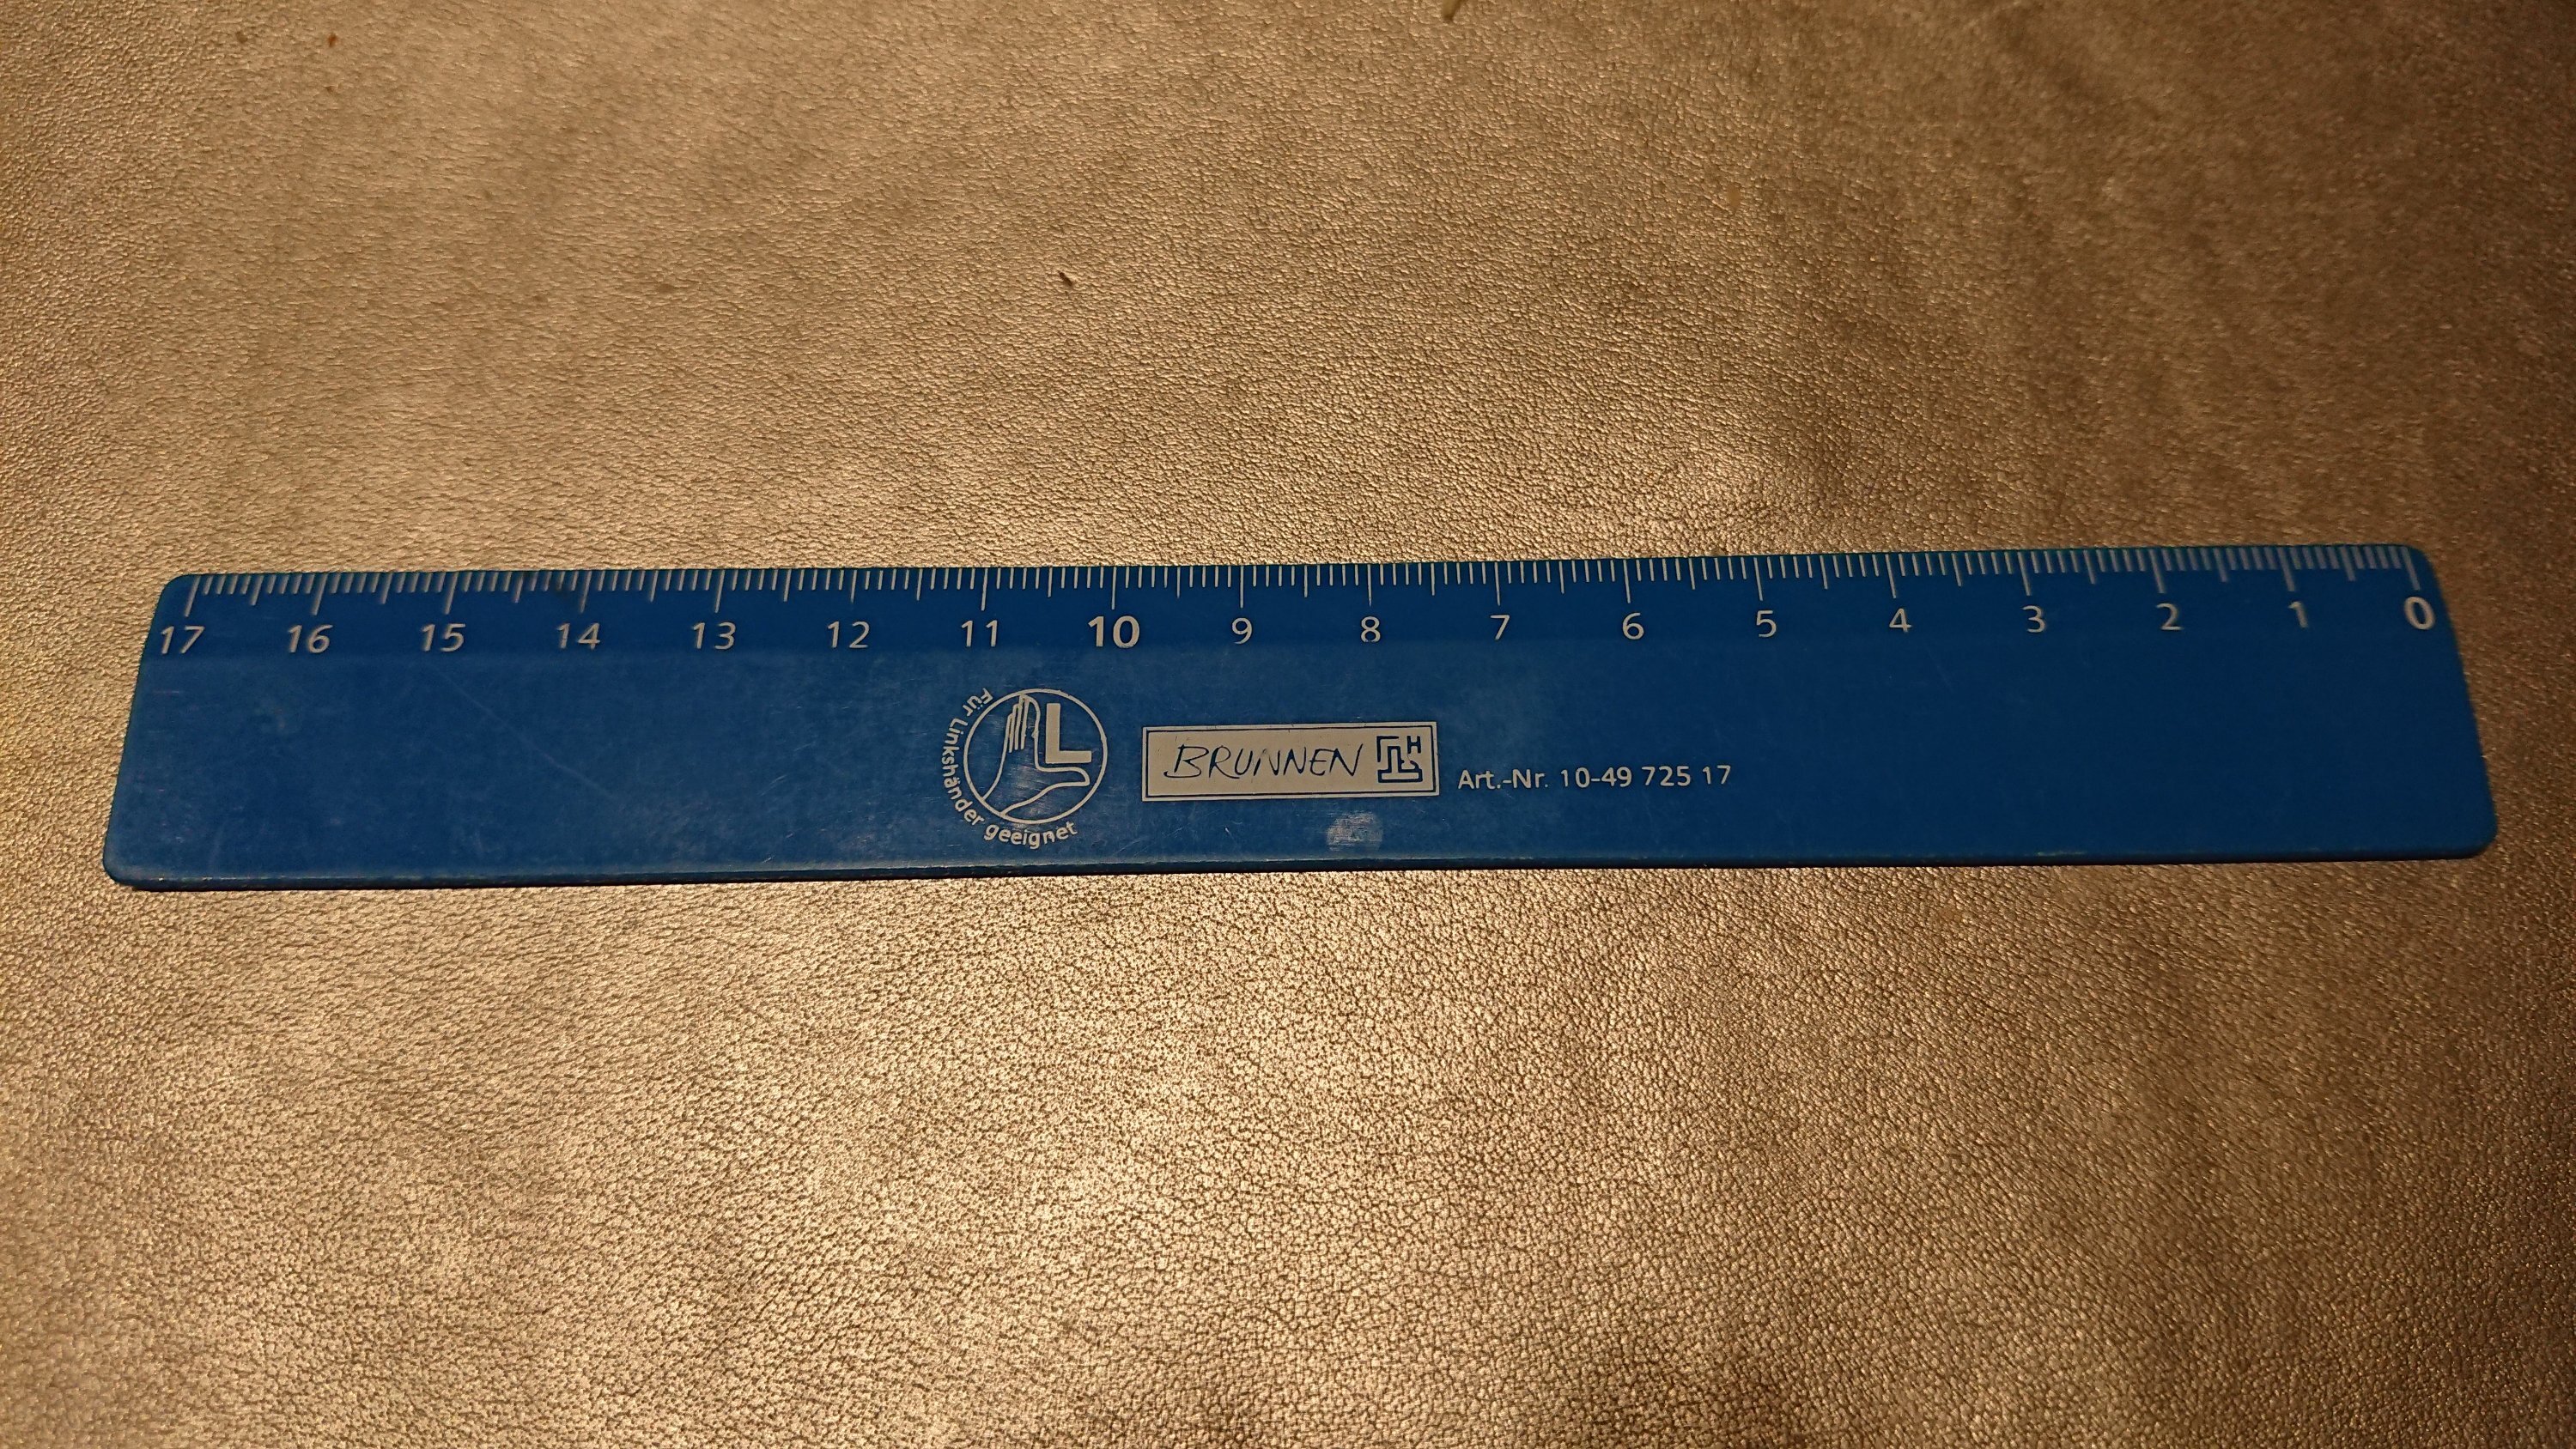 17 16 15 14 13 12 11 10 9 8 7 6 5 4 3 2 1 0
Für Linkshänder geeignet
L
BRUNNEN
Art.-Nr. 10-49 725 17